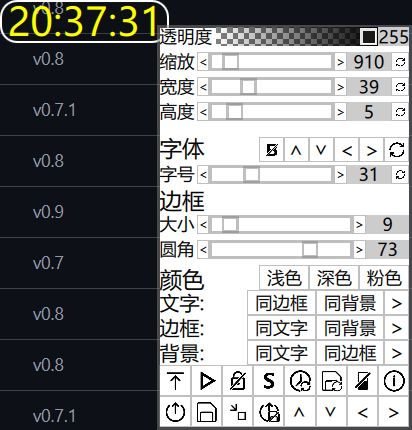 v0.8
20:37:31
透明度 255
v0.8
缩放 < > 910
宽度 < > 39
v0.7.1
高度 < > 5
v0.8
字体 B ˄ ˅ < >
字号 < > 31
v0.9
边框
大小 < > 9
v0.7
圆角 < > 73
颜色 浅色 深色 粉色
v0.8
文字: 同边框 同背景 >
边框: 同文字 同背景 >
背景: 同文字 同边框 >
v0.8
S
v0.7.1
˄ ˅ < >